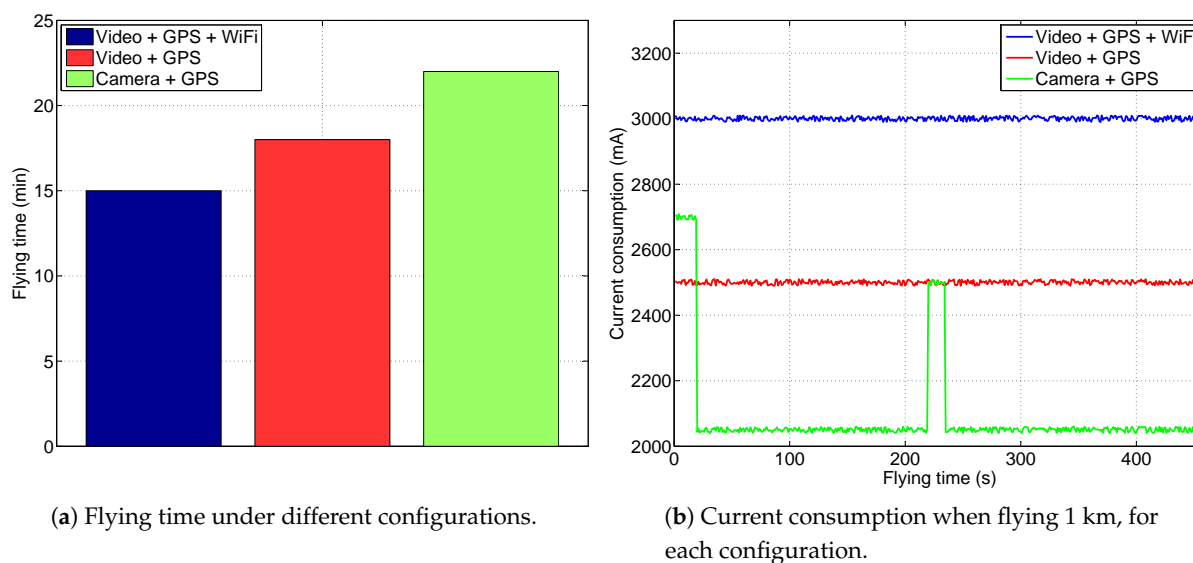 25
20
15
10
5
0
Flying time (min)
Video + GPS + WiFi
Video + GPS
Camera + GPS
(a) Flying time under different configurations.
3200
3000
2800
2600
2400
2200
2000
Current consumption (mA)
Video + GPS + WiF
Video + GPS
Camera + GPS
0 100 200 300 400
Flying time (s)
(b) Current consumption when flying 1 km, for
each configuration.